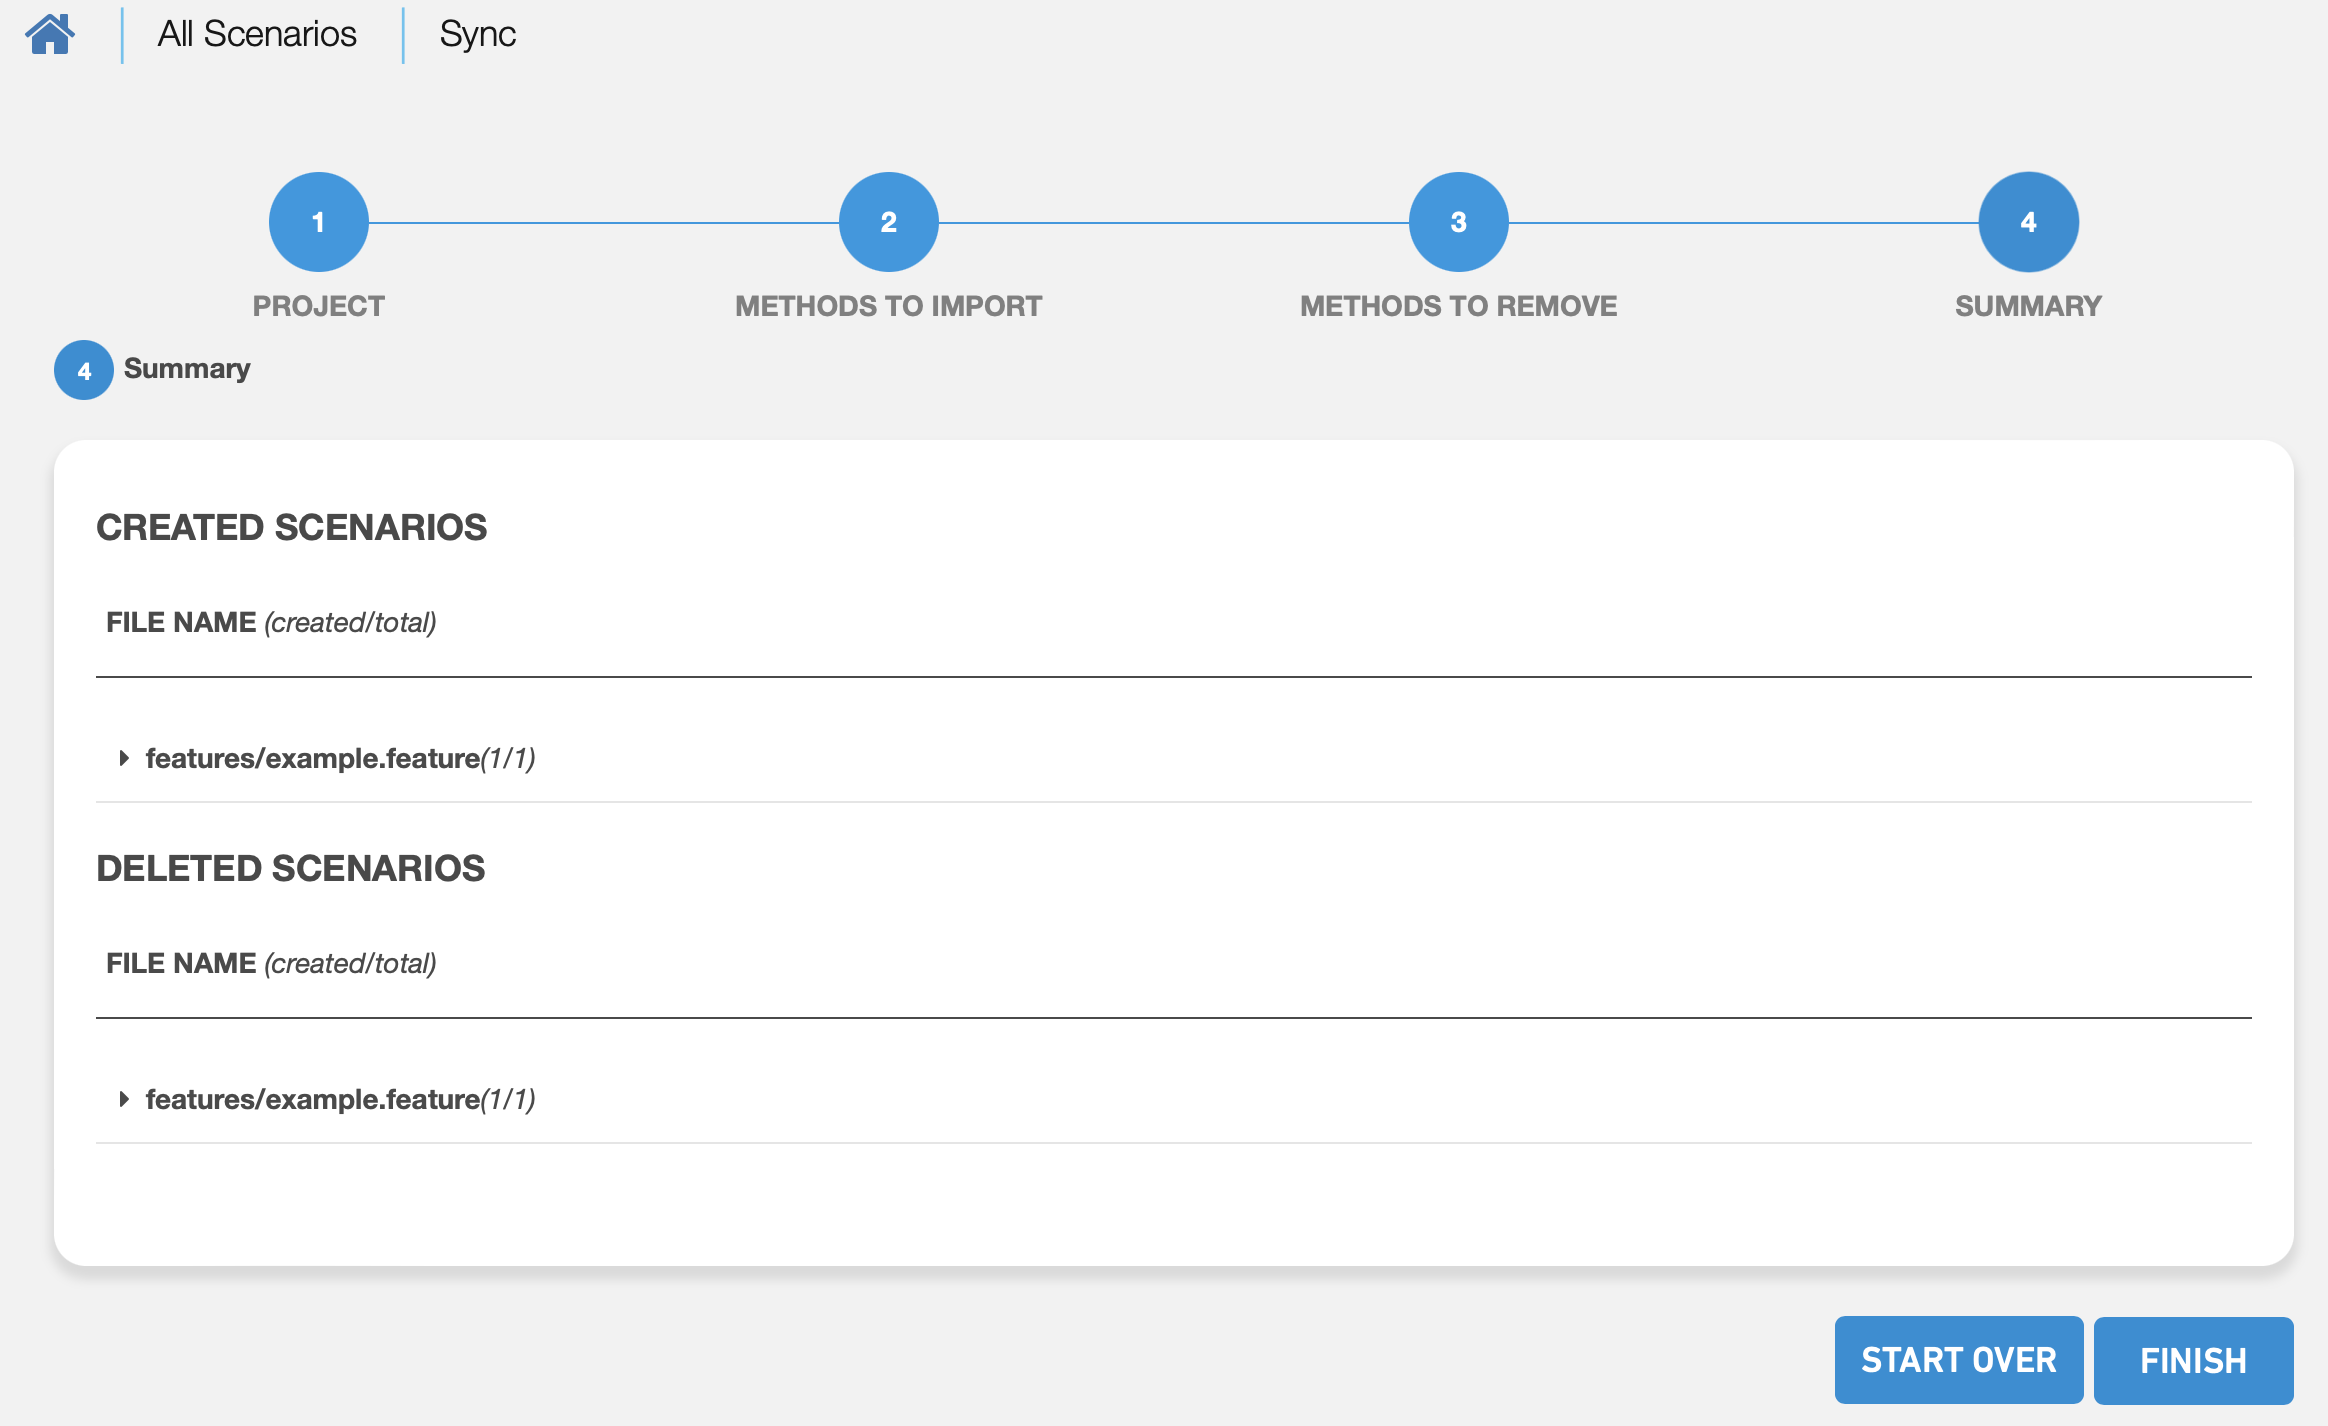 All Scenarios
Sync
1
2
3
4
PROJECT
METHODS TO IMPORT
METHODS TO REMOVE
SUMMARY
4 Summary
CREATED SCENARIOS
FILE NAME (created/total)
features/example.feature(1/1)
DELETED SCENARIOS
FILE NAME (created/total)
features/example.feature(1/1)
START OVER
FINISH